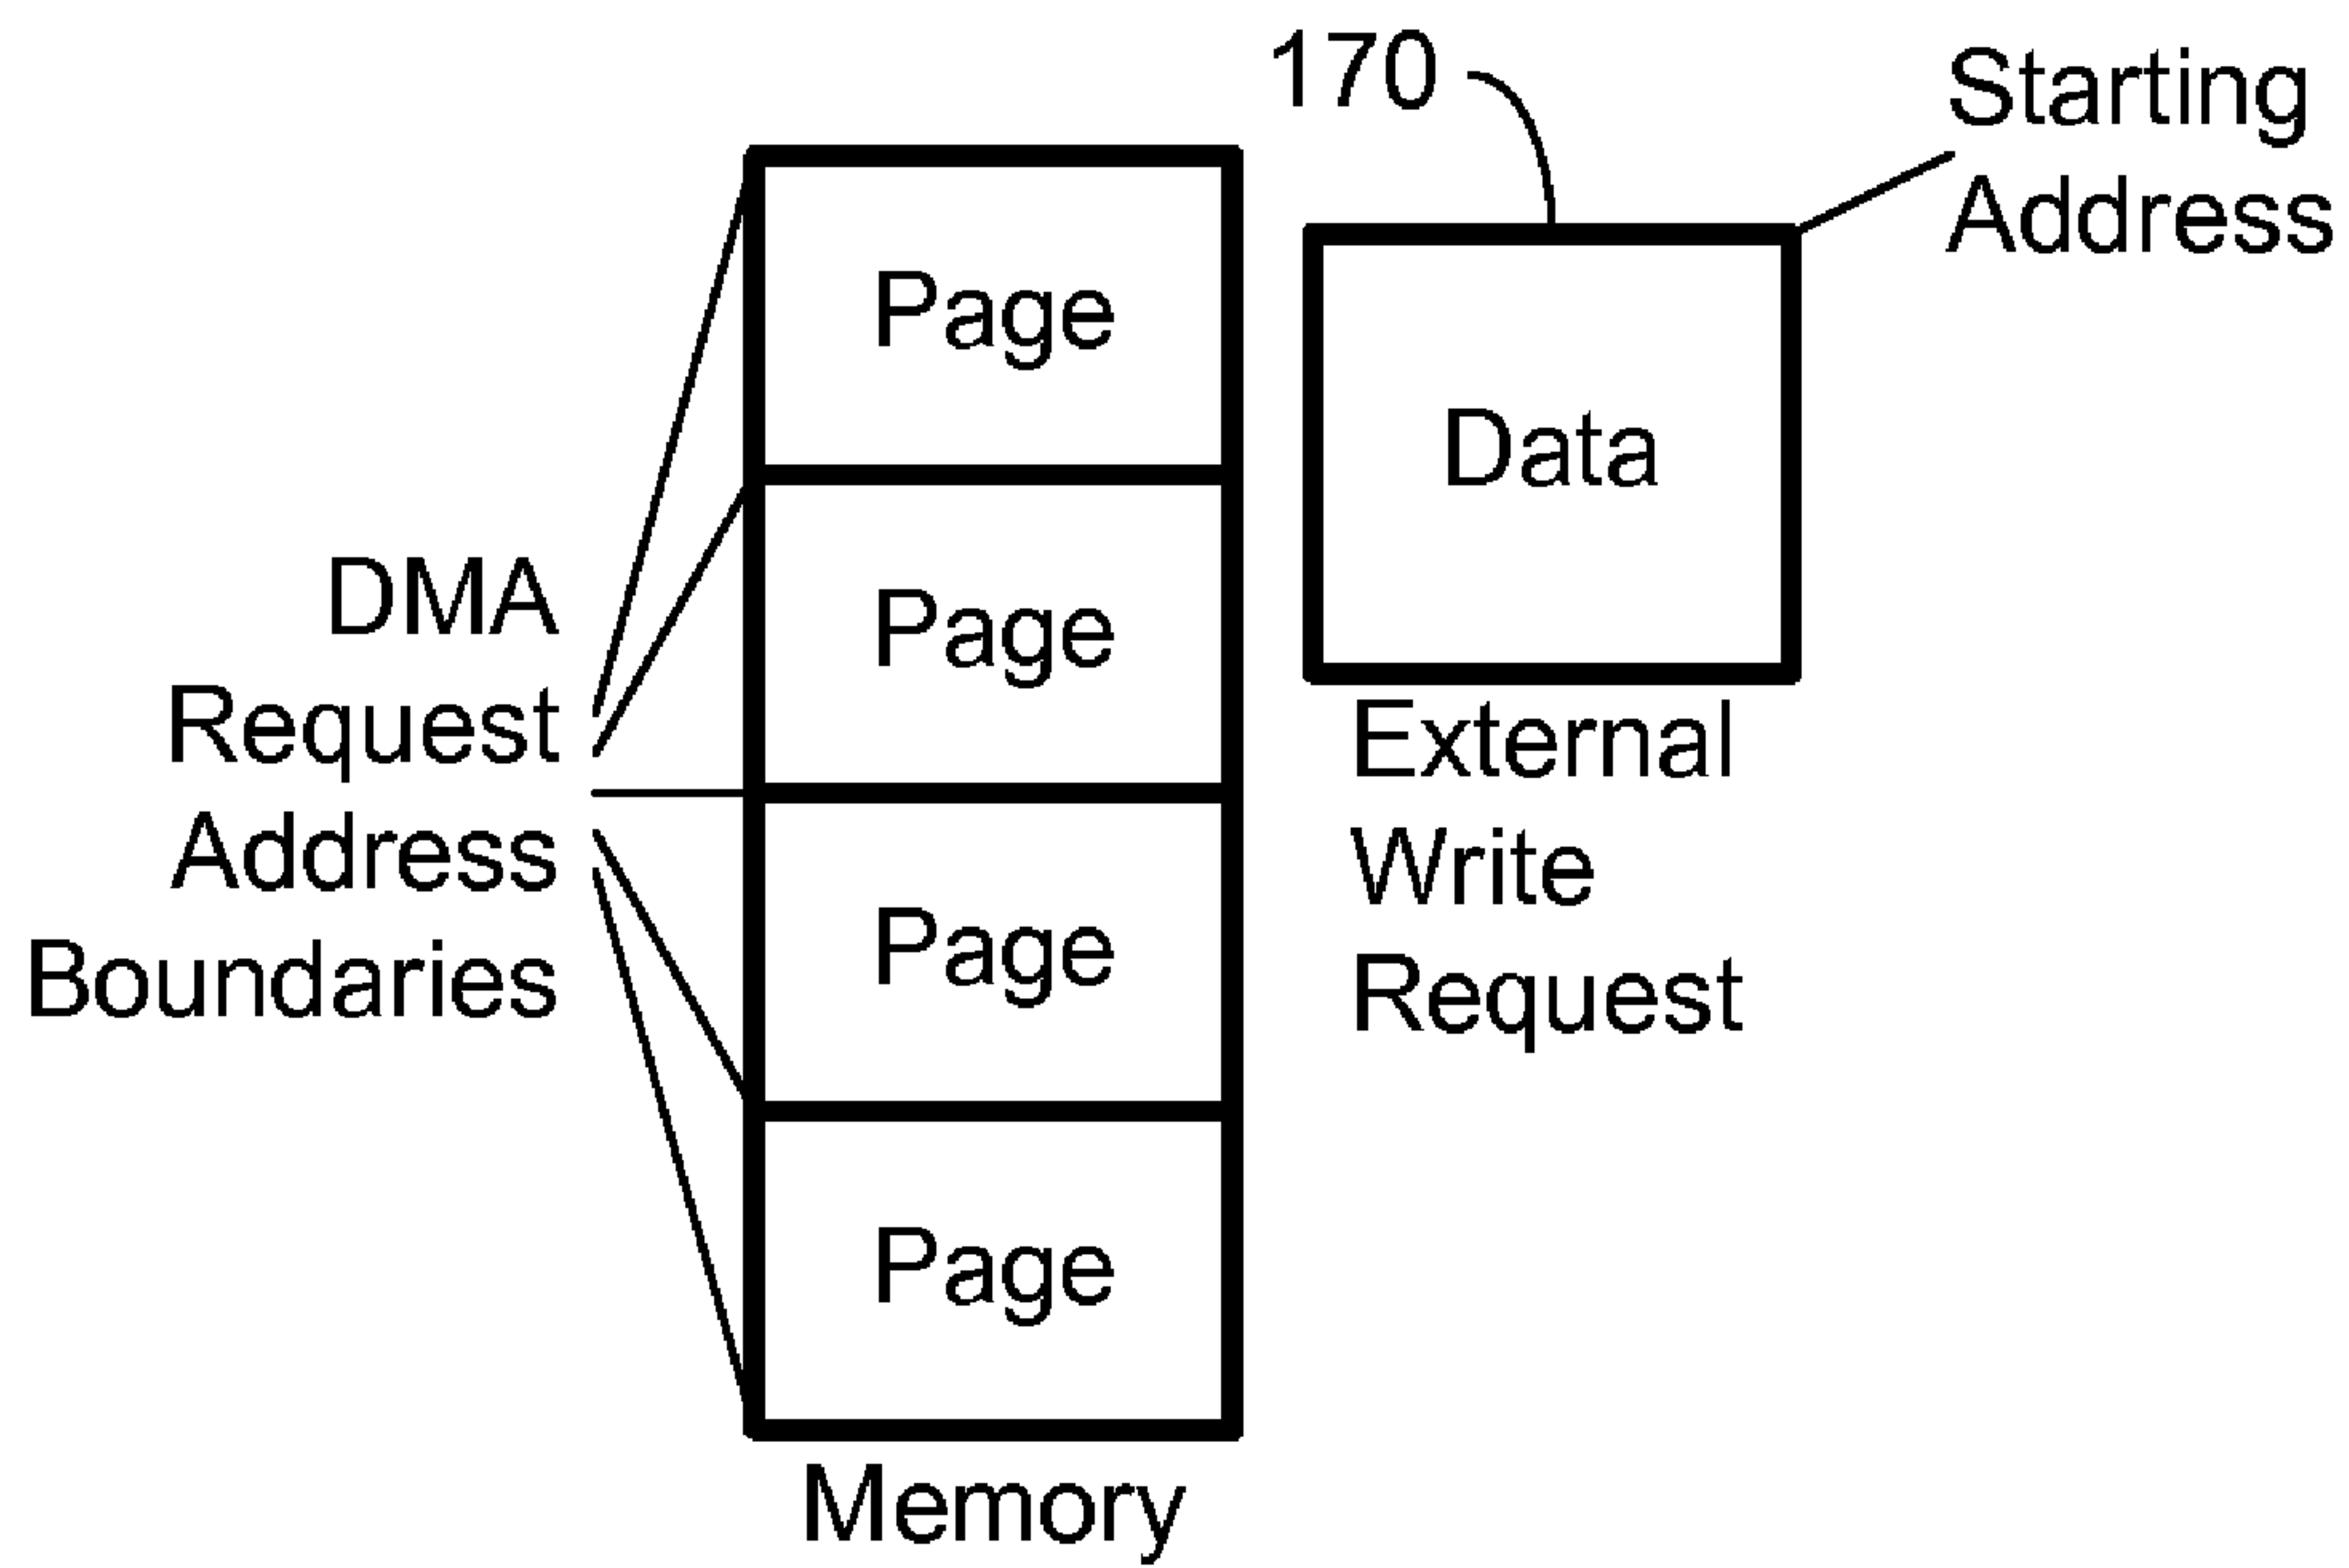 170
Starting
Address
Page
Data
DMA
Request
Address
Boundaries
Page
External
Write
Request
Page
Page
Memory